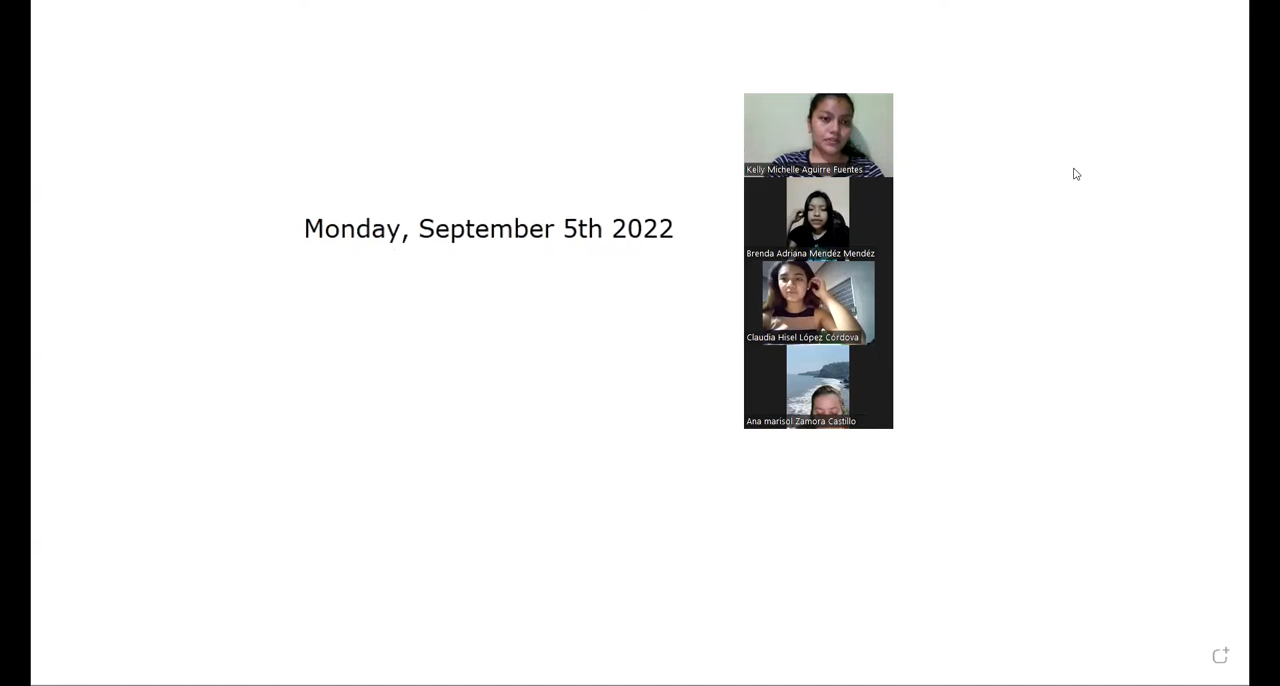 Monday, September 5th 2022
Kelly Michelle Aguirre Fuentes
Brenda Adriana Mendéz Mendéz
Claudia Hisel López Córdova
Ana marisol Zamora Castillo